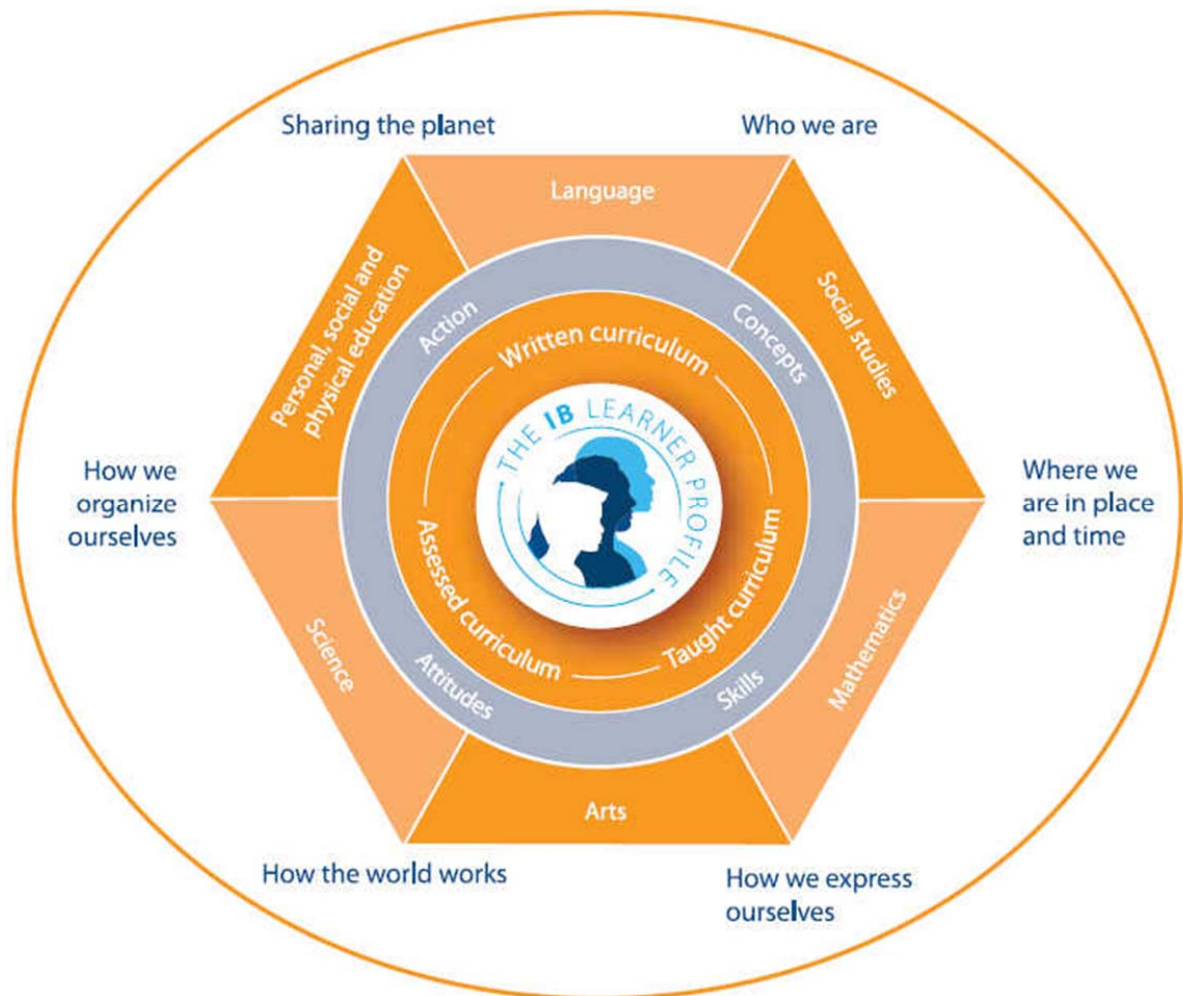 Sharing the planet
Who we are
Language
Personal, social and
physical education
Social studies
Action
Concepts
Written curriculum
THE IB LEARNER PROFILE
How we
organize
ourselves
Where we
are in place
and time
Assessed curriculum
Taught curriculum
Science
Attitudes
Skills
Mathematics
Arts
How the world works
How we express
ourselves